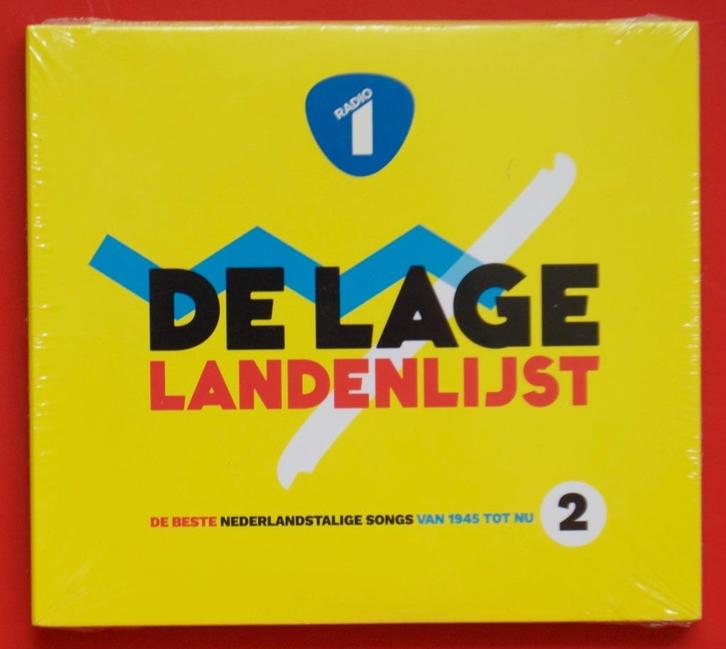 RADIO
1
DE LAGE
LANDENLIJST
DE BESTE NEDERLANDSTALIGE SONGS VAN 1945 TOT NU 2